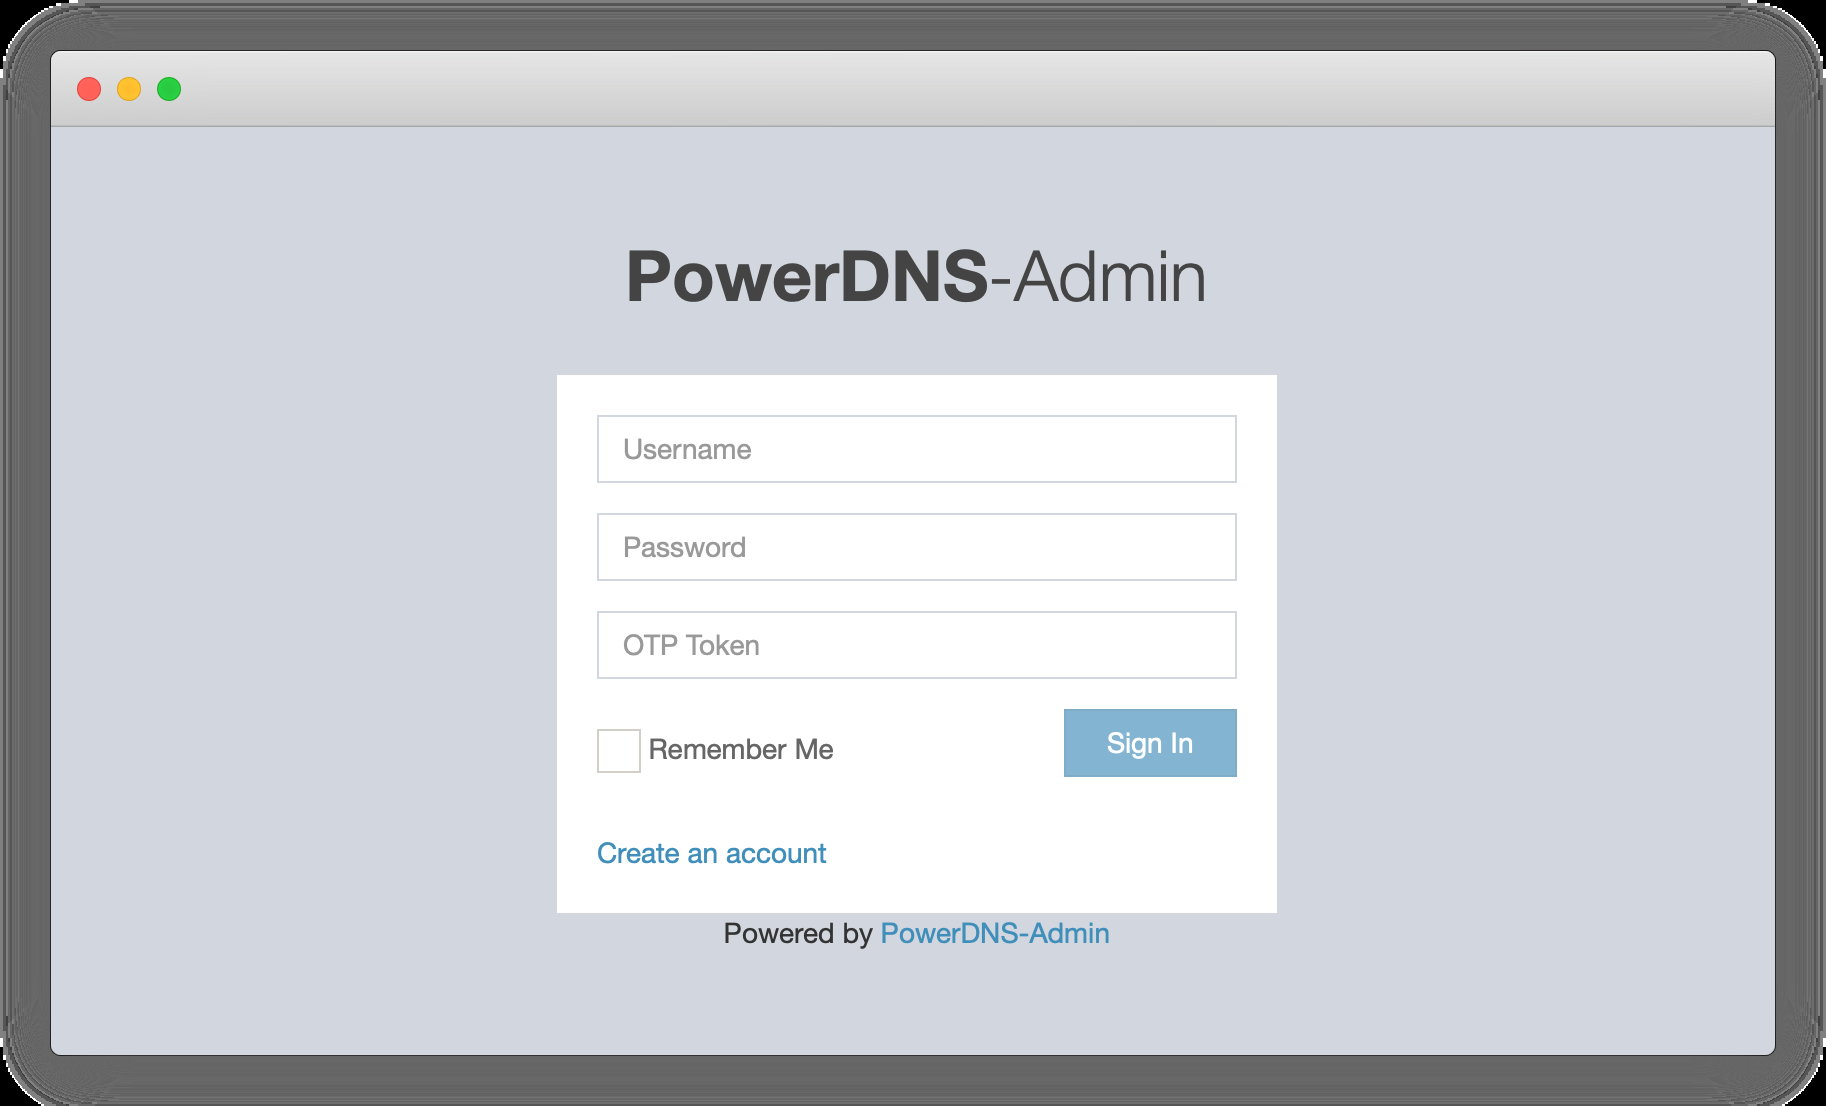 PowerDNS-Admin
Username
Password
OTP Token
Remember Me
Sign In
Create an account
Powered by PowerDNS-Admin